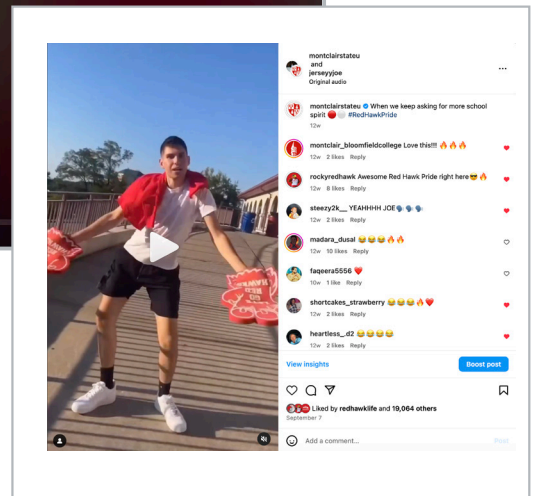 montclairstateu
and
jerseyyjoe
Original audio
montclairstateu When we keep asking for more school
spirit 🔴⚪ #RedHawkPride
12w
montclair_bloomfieldcollege Love this!!! 🔥🔥🔥
12w 2 likes Reply
rockyredhawk Awesome Red Hawk Pride right here😎🔥
12w 8 likes Reply
steezy2k__ YEAHHHH JOE🗣️🗣️🗣️
12w 2 likes Reply
madara_dusal 😂😂😂🔥🔥
12w 10 likes Reply
faqeera5556 ❤️
10w 1 like Reply
shortcakes_strawberry 😂😂😂🔥❤️
12w 2 likes Reply
heartless_.d2 😂😂😂😂
12w 2 likes Reply
View insights
Boost post
Liked by redhawklife and 19,064 others
September 7
Add a comment...
Post